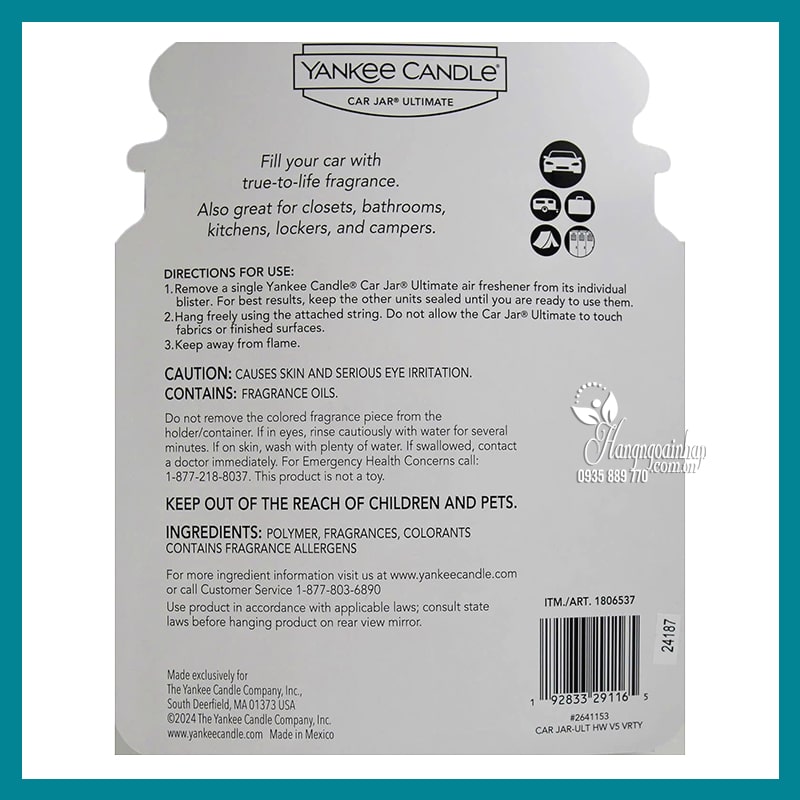 YANKEE CANDLE®
CAR JAR® ULTIMATE
Fill your car with
true-to-life fragrance.
Also great for closets, bathrooms,
kitchens, lockers, and campers.
DIRECTIONS FOR USE:
1. Remove a single Yankee Candle® Car Jar® Ultimate air freshener from its individual
blister. For best results, keep the other units sealed until you are ready to use them.
2. Hang freely using the attached string. Do not allow the Car Jar® Ultimate to touch
fabrics or finished surfaces.
3. Keep away from flame.
CAUTION: CAUSES SKIN AND SERIOUS EYE IRRITATION.
CONTAINS: FRAGRANCE OILS.
Do not remove the colored fragrance piece from the
holder/container. If in eyes, rinse cautiously with water for several
minutes. If on skin, wash with plenty of water. If swallowed, contact
a doctor immediately. For Emergency Health Concerns call:
1-877-218-8037. This product is not a toy.
Hangngoainhap
.com.vn
0935 889 770
KEEP OUT OF THE REACH OF CHILDREN AND PETS.
INGREDIENTS: POLYMER, FRAGRANCES, COLORANTS
CONTAINS FRAGRANCE ALLERGENS
For more ingredient information visit us at www.yankeecandle.com
or call Customer Service 1-877-803-6890
Use product in accordance with applicable laws; consult state
laws before hanging product on rear view mirror.
ITM./ART. 1806537
24187
1 92833 29116 5
#2641153
CAR JAR-ULT HW V5 VRTY
Made exclusively for
The Yankee Candle Company, Inc.,
South Deerfield, MA 01373 USA
©2024 The Yankee Candle Company, Inc.
www.yankeecandle.com Made in Mexico